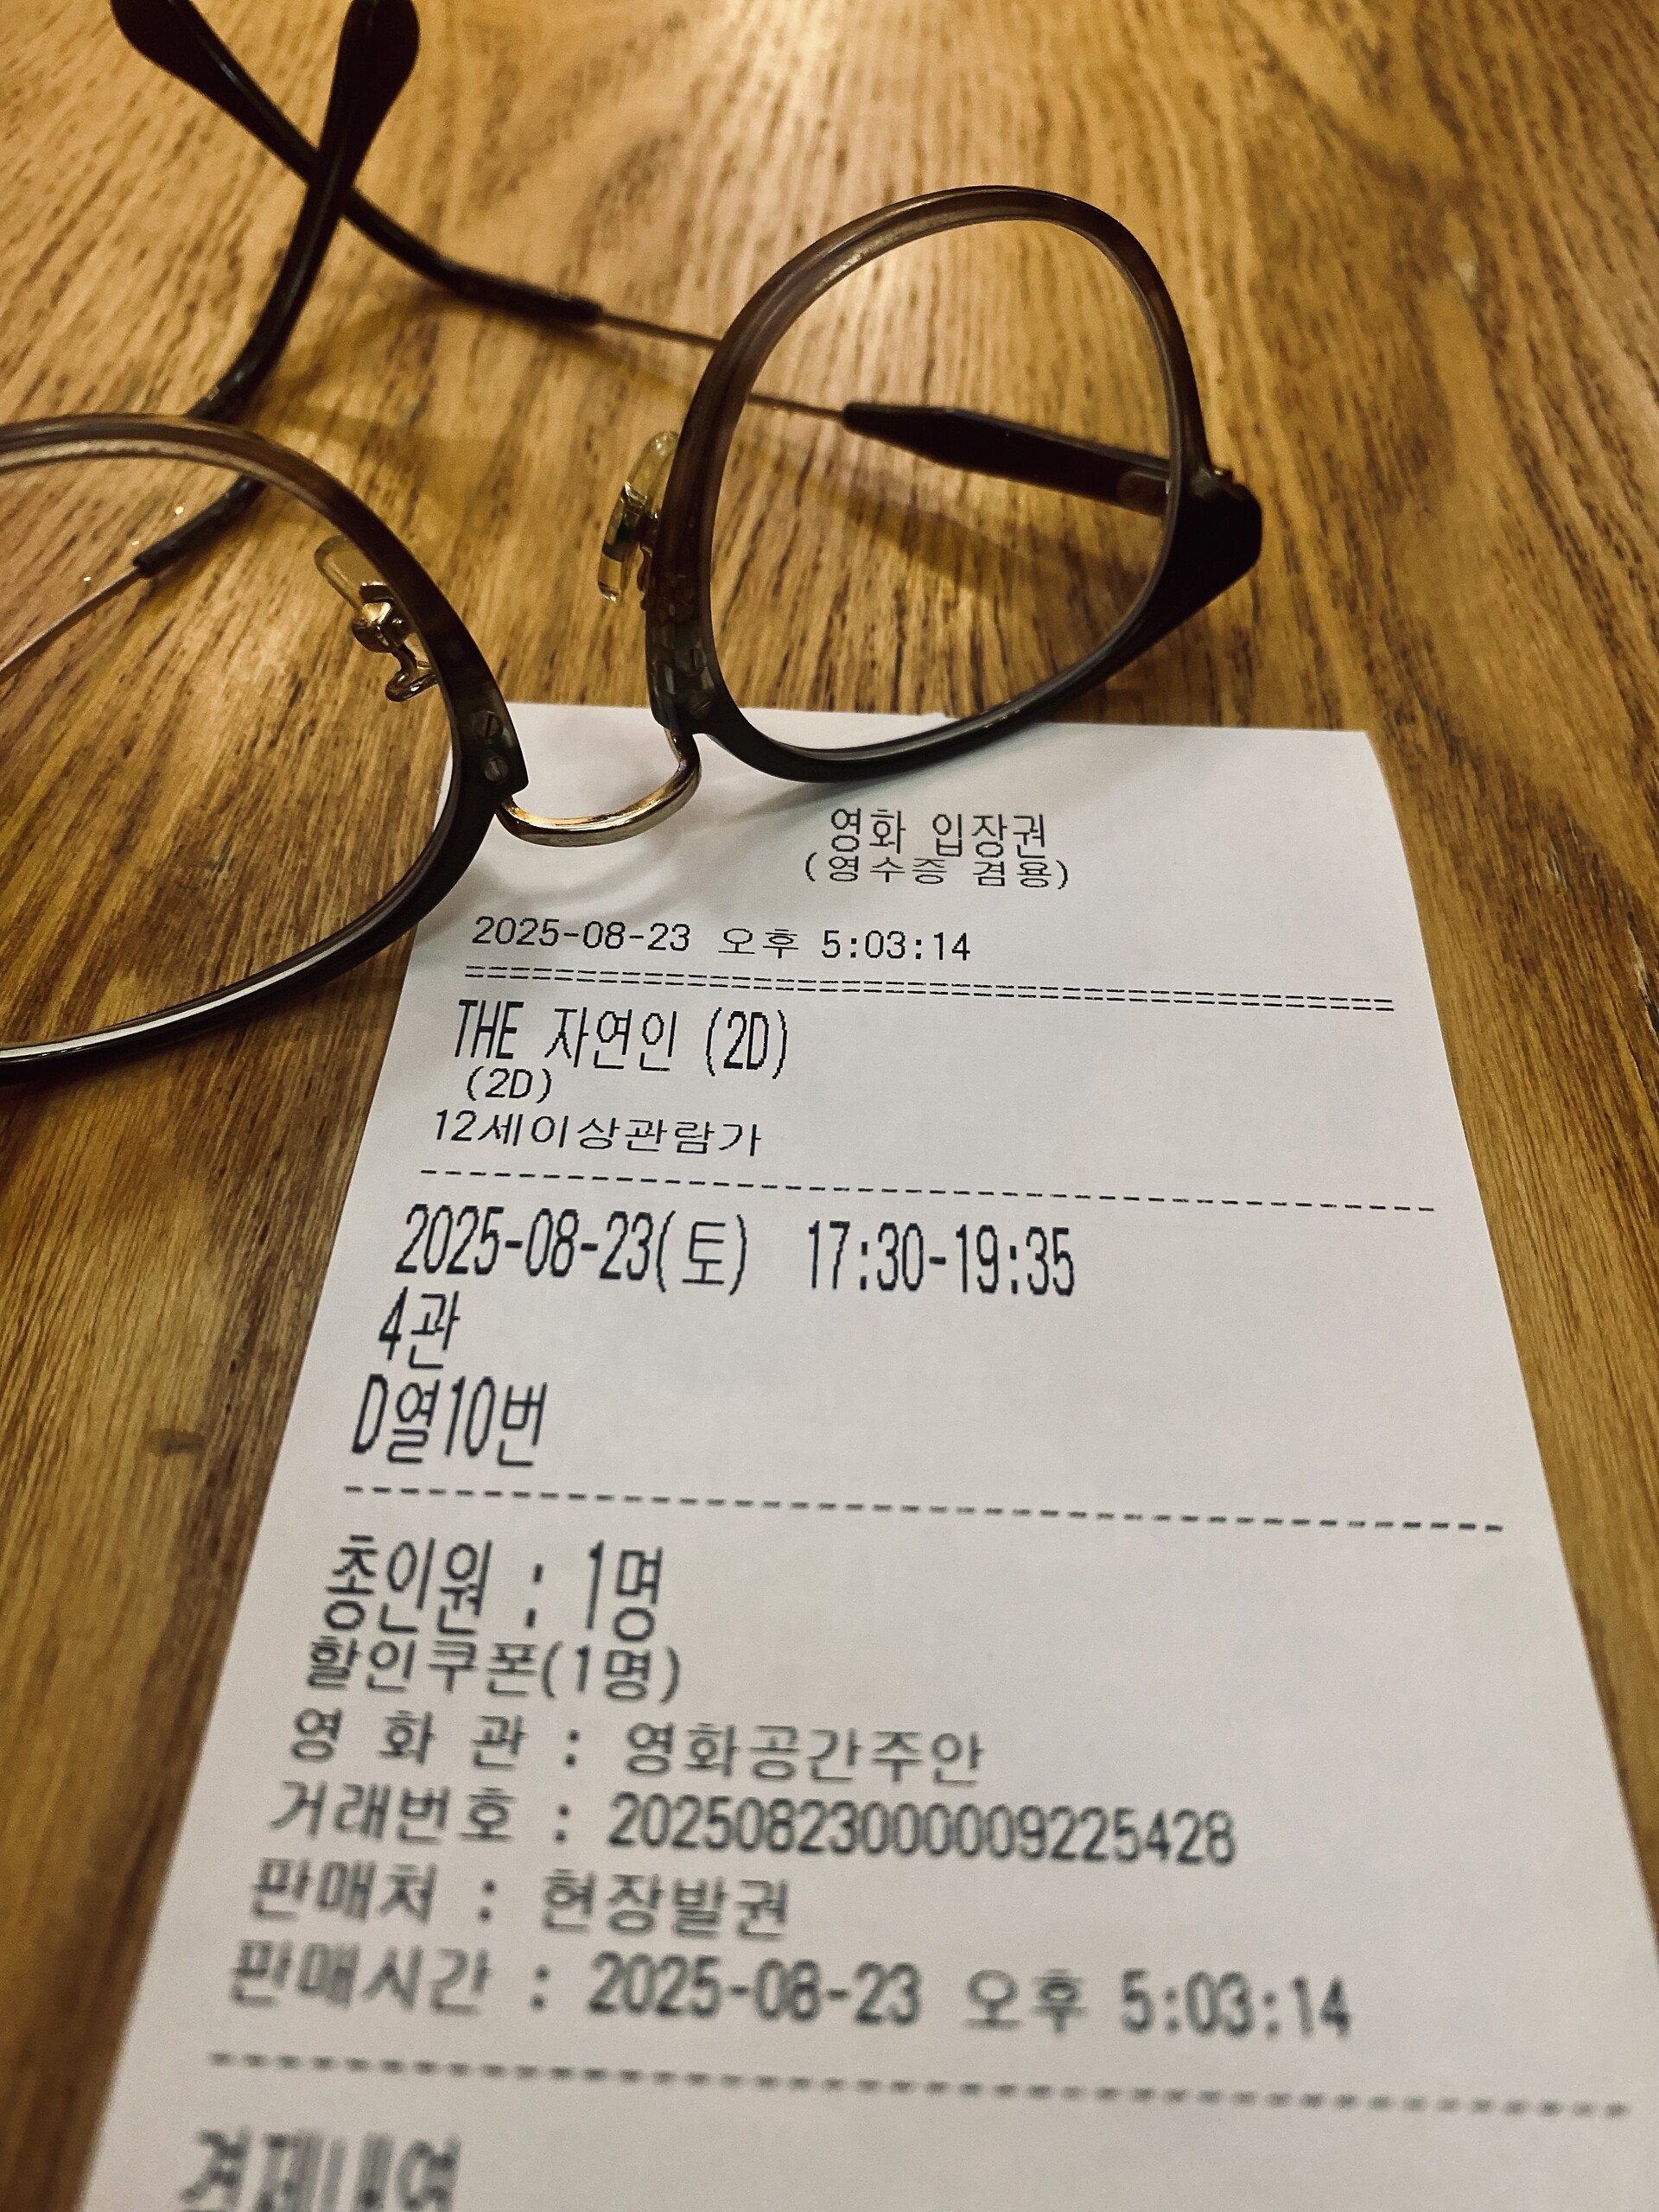 영화 입장권
(영수증 겸용)
2025-08-23 오후 5:03:14
==================================================
THE 자연인 (2D)
(2D)
12세이상관람가
--------------------------------------------------
2025-08-23(토) 17:30-19:35
4관
D열10번
--------------------------------------------------
총인원 : 1명
할인쿠폰(1명)
영 화 관 : 영화공간주안
거래번호 : 20250823000009225428
판매처 : 현장발권
판매시간 : 2025-08-23 오후 5:03:14
--------------------------------------------------
결제내역